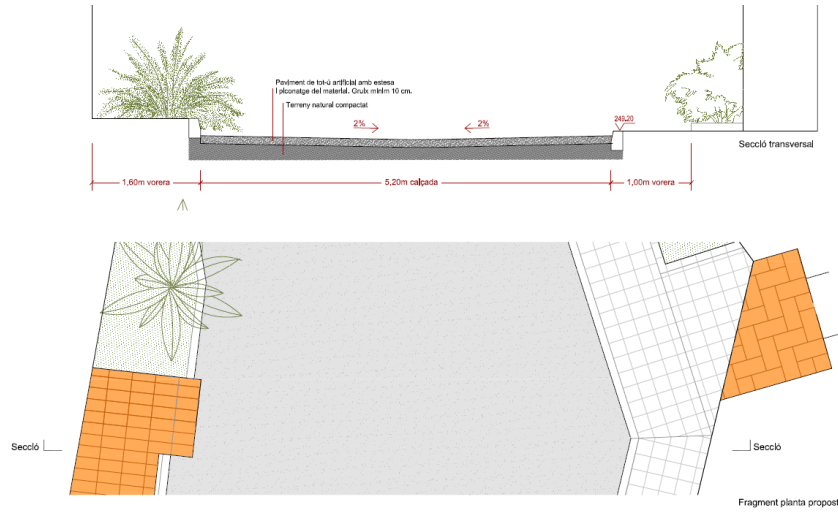 Paviment de tot-ú artificial amb estesa
i piconatge del material. Gruix mínim 10 cm.
Terreny natural compactat
2%
2%
249,20
Secció transversal
1,60m vorera
5,20m calçada
1,00m vorera
Secció
Secció
Fragment planta propost